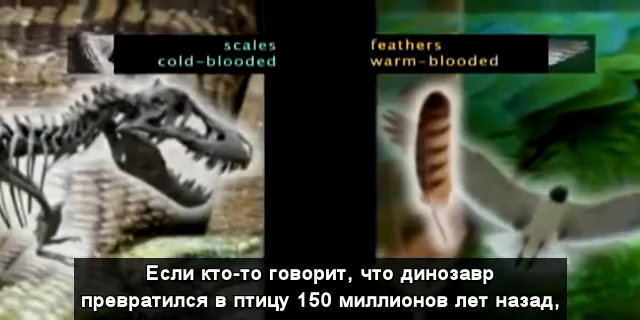 scales
cold-blooded
feathers
warm-blooded
Если кто-то говорит, что динозавр
превратился в птицу 150 миллионов лет назад,